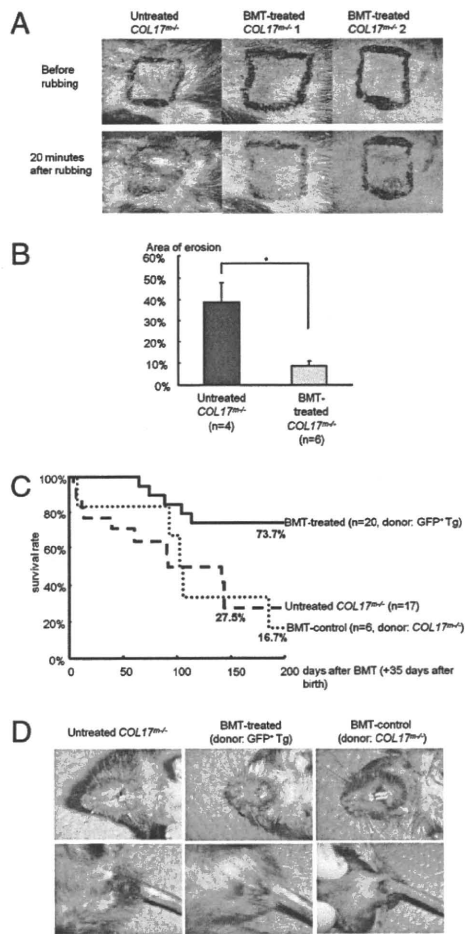 A
Untreated COL17m-/-
BMT-treated COL17m-/- 1
BMT-treated COL17m-/- 2
Before rubbing
20 minutes after rubbing
B
Area of erosion
60%
50%
40%
30%
20%
10%
0%
*
Untreated COL17m-/- (n=4)
BMT-treated COL17m-/- (n=6)
C
survival rate
100%
80%
60%
40%
20%
0%
0
50
100
150
200
days after BMT (+35 days after birth)
BMT-treated (n=20, donor: GFP+ Tg)
73.7%
Untreated COL17m-/- (n=17)
27.5%
BMT-control (n=6, donor: COL17m-/-)
16.7%
D
Untreated COL17m-/-
BMT-treated (donor: GFP+ Tg)
BMT-control (donor: COL17m-/-)